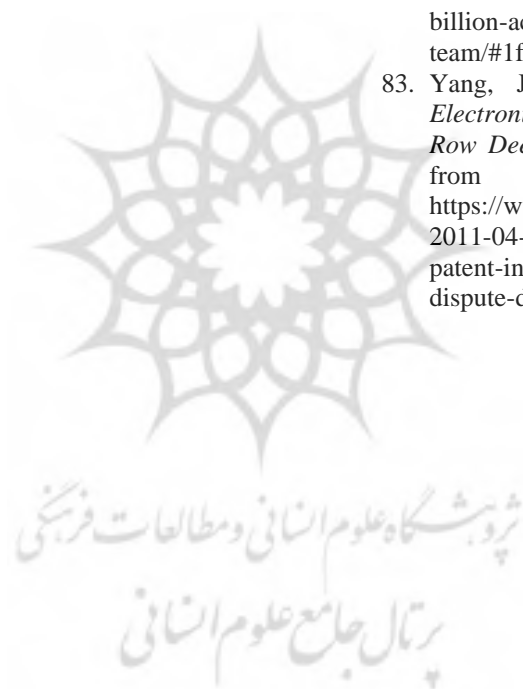 billion-ac
team/#1f
83. Yang, J
Electroni
Row Dee
from
https://w
2011-04-
patent-in
dispute-d
پژوهشگاه علوم انسانی و مطالعات فرهنگی
پرتال جامع علوم انسانی